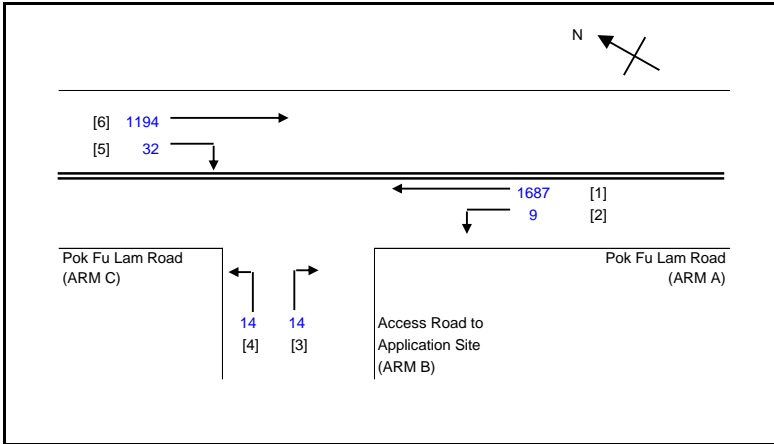 N
[6] 1194
[5] 32
1687 [1]
9 [2]
Pok Fu Lam Road
(ARM C)
Pok Fu Lam Road
(ARM A)
14 14
[4] [3]
Access Road to
Application Site
(ARM B)